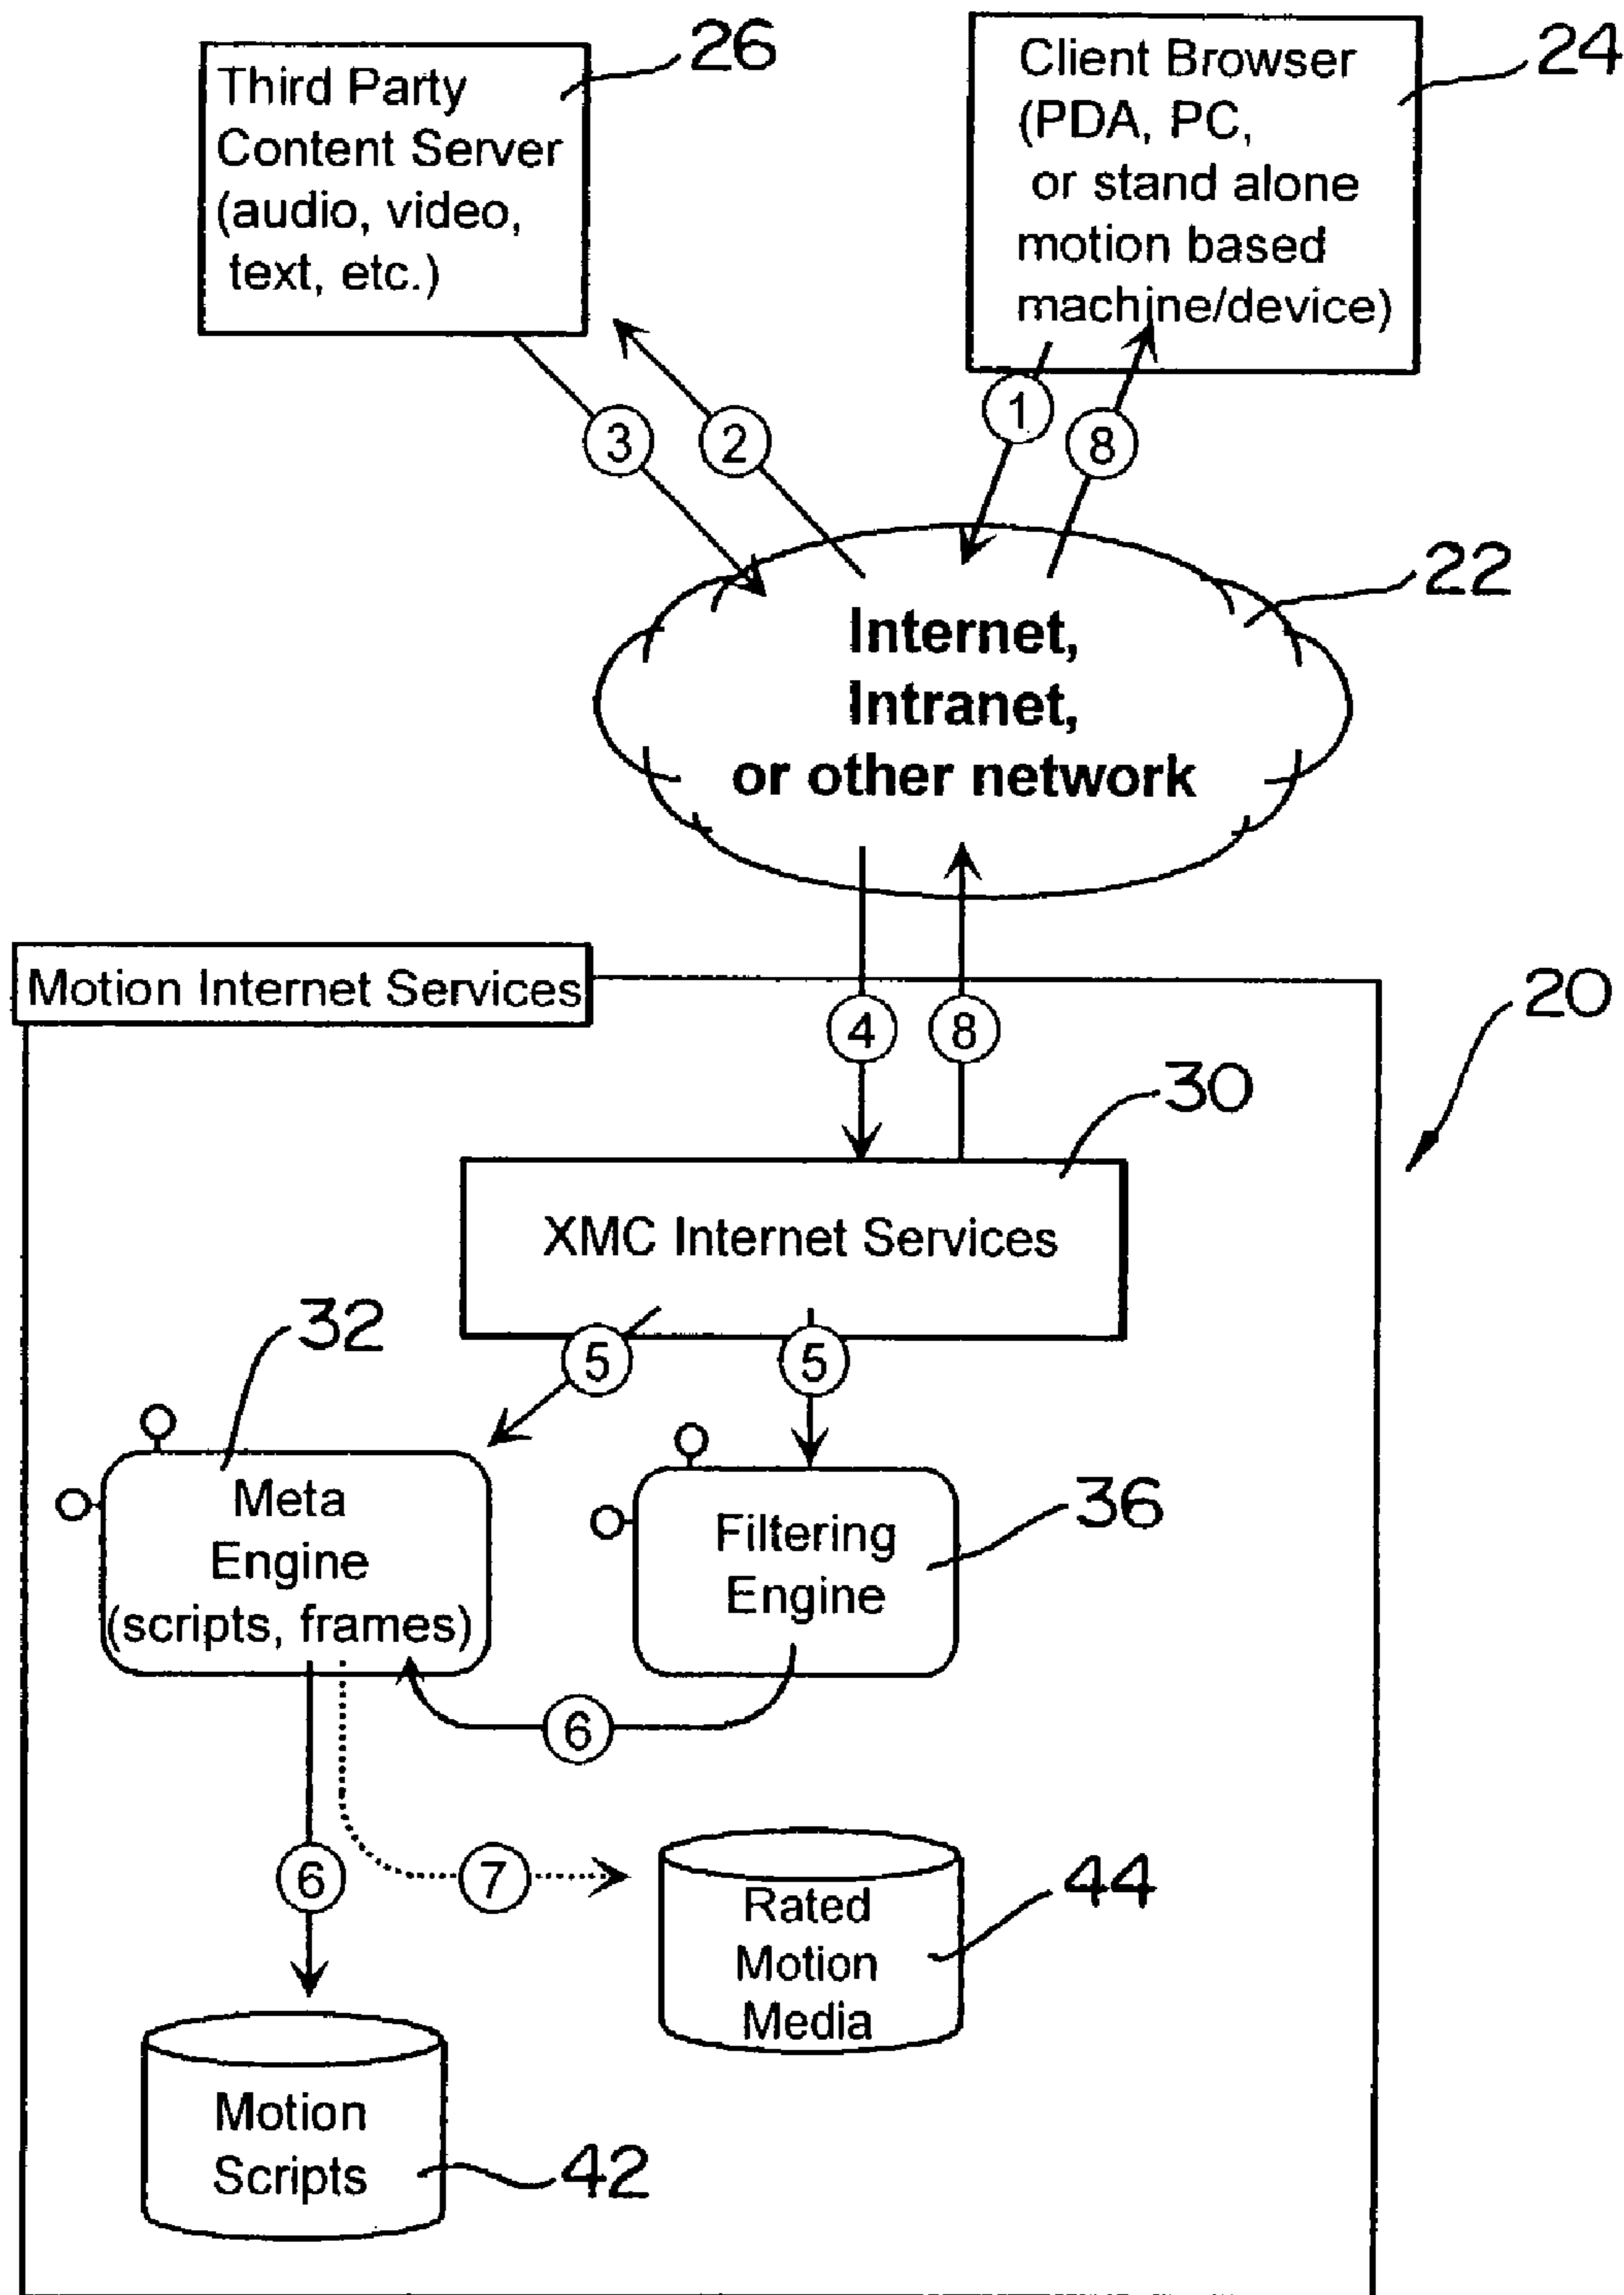 26
Third Party
Content Server
(audio, video,
text, etc.)
24
Client Browser
(PDA, PC,
or stand alone
motion based
machine/device)
3
2
1
8
22
Internet,
Intranet,
or other network
Motion Internet Services
4
8
20
30
XMC Internet Services
5
5
32
Meta
Engine
(scripts, frames)
36
Filtering
Engine
6
6
7
44
Rated
Motion
Media
Motion
Scripts
42